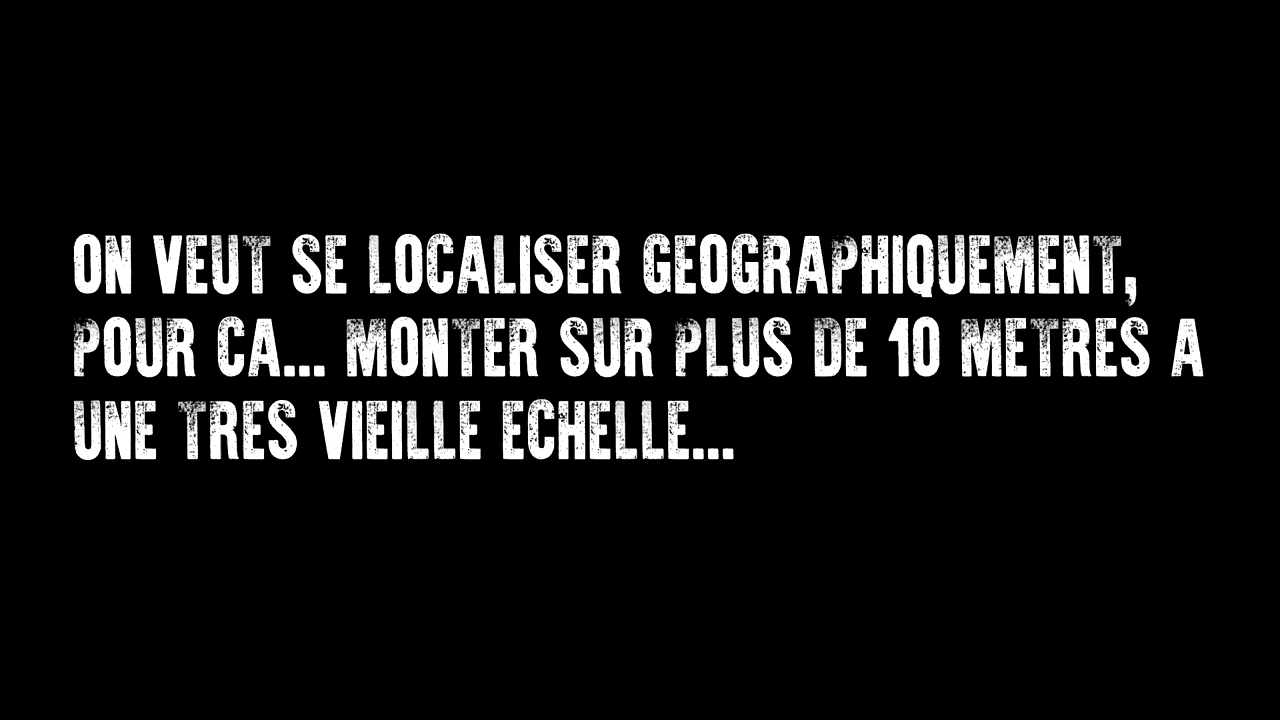 ON VEUT SE LOCALISER GEOGRAPHIQUEMENT,
POUR CA... MONTER SUR PLUS DE 10 METRES A
UNE TRES VIEILLE ECHELLE...